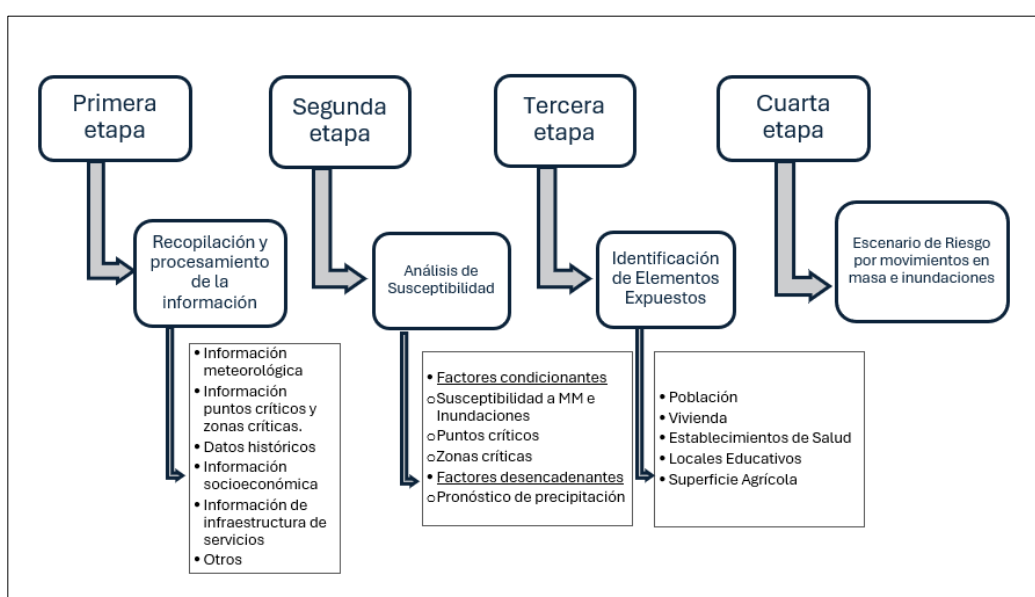 Primera
etapa
Recopilación y
procesamiento
de la
información
• Información
meteorológica
• Información
puntos críticos y
zonas críticas.
• Datos históricos
• Información
socioeconómica
• Información de
infraestructura de
servicios
• Otros
Segunda
etapa
Análisis de
Susceptibilidad
• Factores condicionantes
o Susceptibilidad a MM e
Inundaciones
o Puntos críticos
o Zonas críticas
• Factores desencadenantes
o Pronóstico de precipitación
Tercera
etapa
Identificación
de Elementos
Expuestos
• Población
• Vivienda
• Establecimientos de Salud
• Locales Educativos
• Superficie Agrícola
Cuarta
etapa
Escenario de Riesgo
por movimientos en
masa e inundaciones